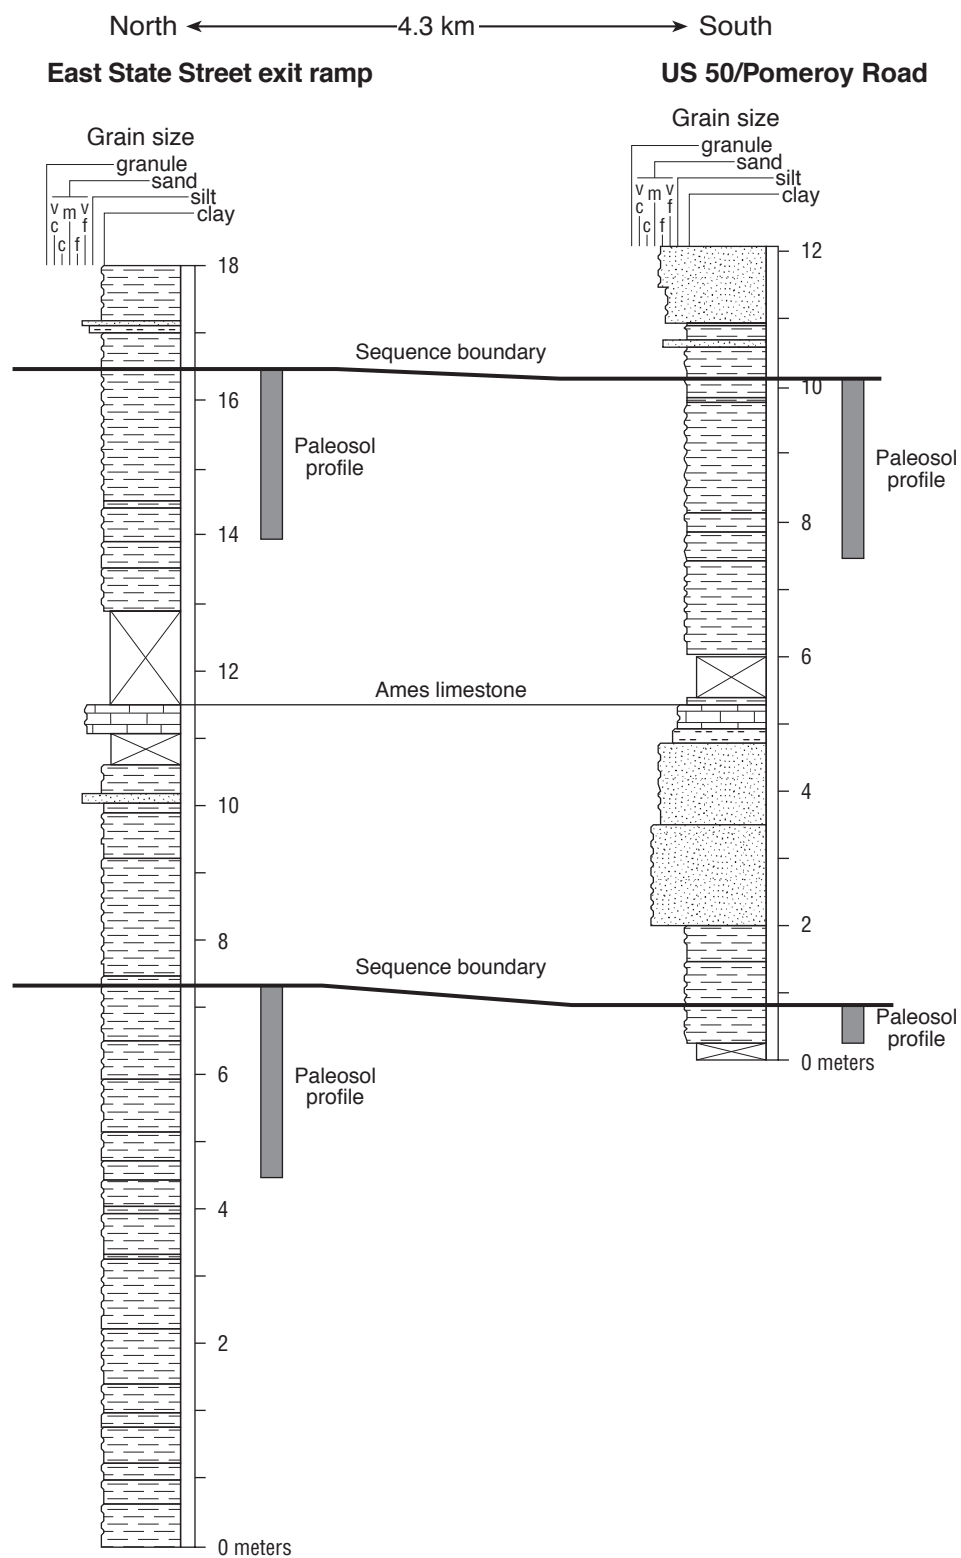 North 4.3 km South
East State Street exit ramp
US 50/Pomeroy Road
Grain size
granule
sand
silt
clay
v c
c
m
f
v f
Grain size
granule
sand
silt
clay
v c
c
m
f
v f
18
16
14
12
10
8
6
4
2
0 meters
12
10
8
6
4
2
0 meters
Sequence boundary
Paleosol
profile
Paleosol
profile
Ames limestone
Sequence boundary
Paleosol
profile
Paleosol
profile